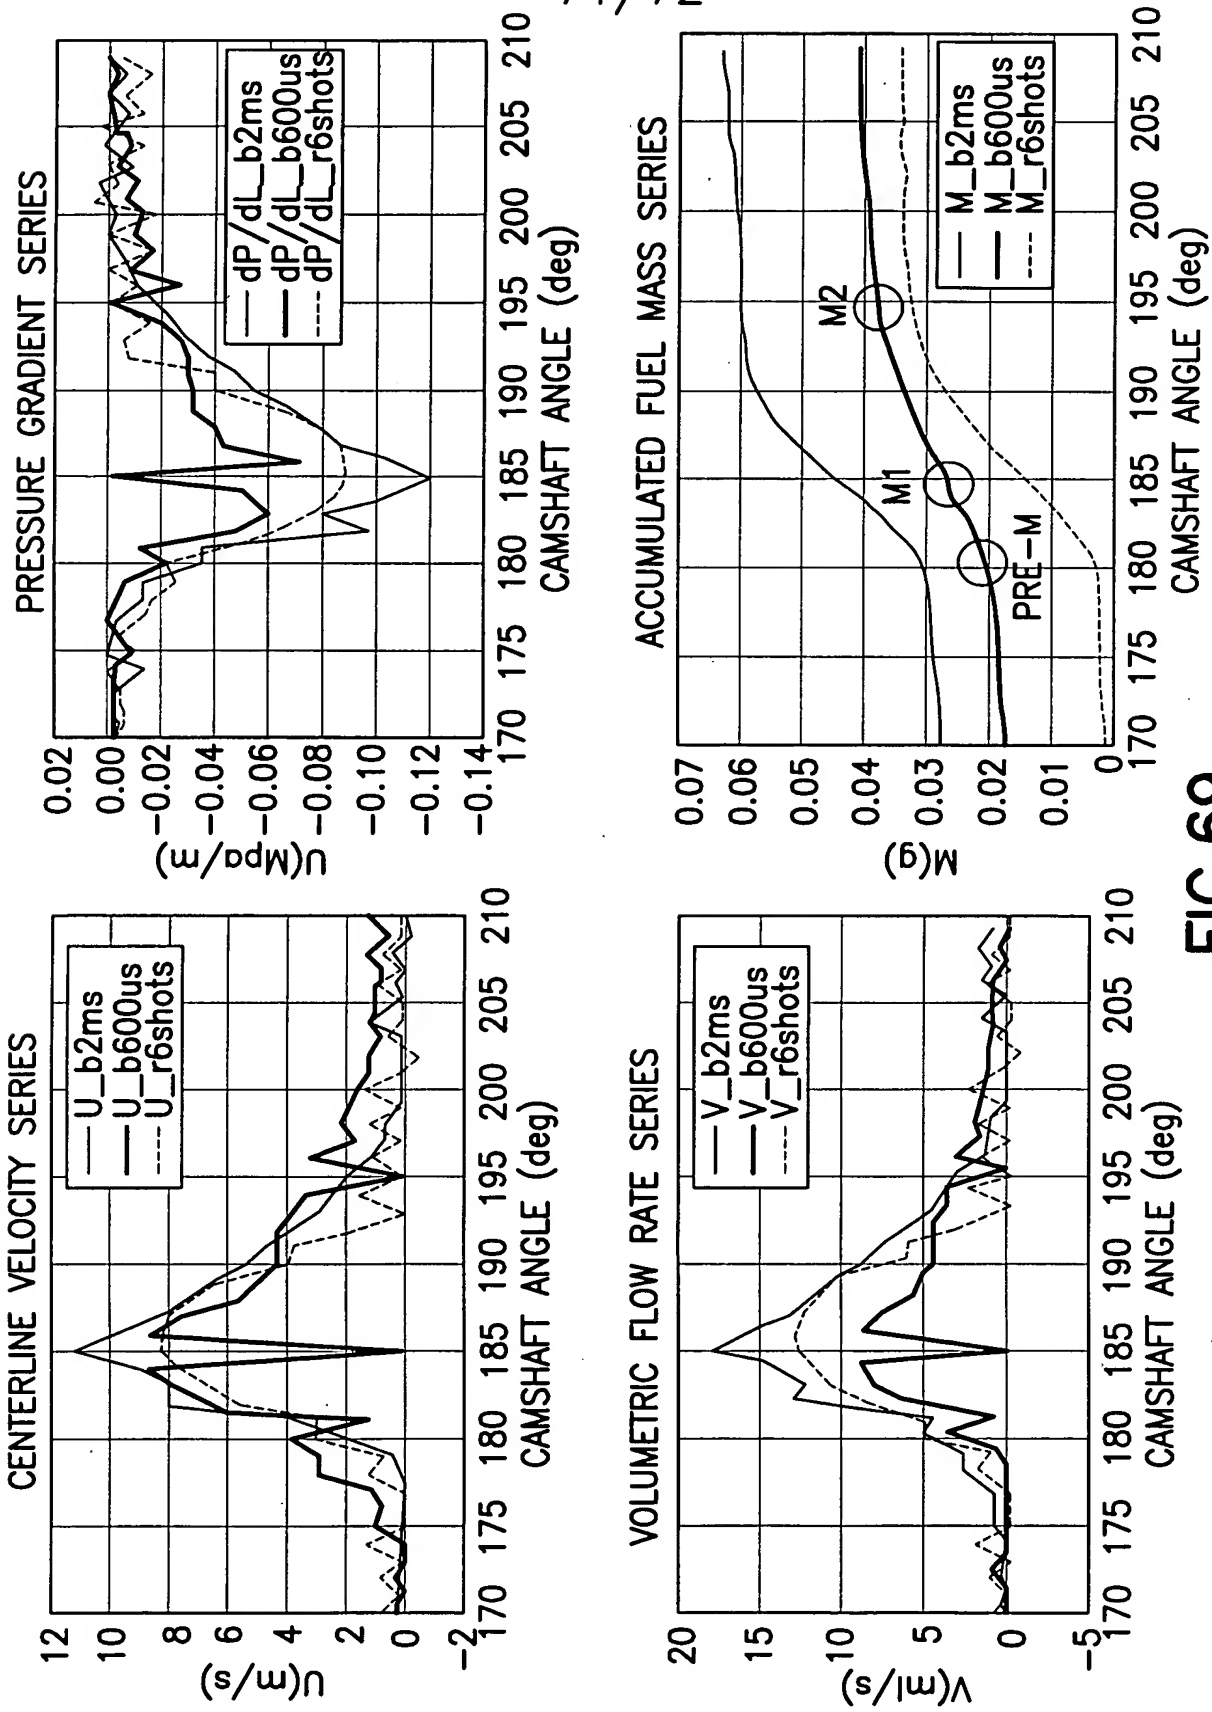 CENTERLINE VELOCITY SERIES
U(m/s)
12
10
8
6
4
2
0
-2
U_b2ms
U_b600us
U_r6shots
170 175 180 185 190 195 200 205 210
CAMSHAFT ANGLE (deg)
PRESSURE GRADIENT SERIES
U(Mpa/m)
0.02
0.00
-0.02
-0.04
-0.06
-0.08
-0.10
-0.12
-0.14
dP/dL_b2ms
dP/dL_b600us
dP/dL_r6shots
170 175 180 185 190 195 200 205 210
CAMSHAFT ANGLE (deg)
VOLUMETRIC FLOW RATE SERIES
V(ml/s)
20
15
10
5
0
-5
V_b2ms
V_b600us
V_r6shots
170 175 180 185 190 195 200 205 210
CAMSHAFT ANGLE (deg)
ACCUMULATED FUEL MASS SERIES
M(g)
0.07
0.06
0.05
0.04
0.03
0.02
0.01
0
PRE-M
M1
M2
M_b2ms
M_b600us
M_r6shots
170 175 180 185 190 195 200 205 210
CAMSHAFT ANGLE (deg)